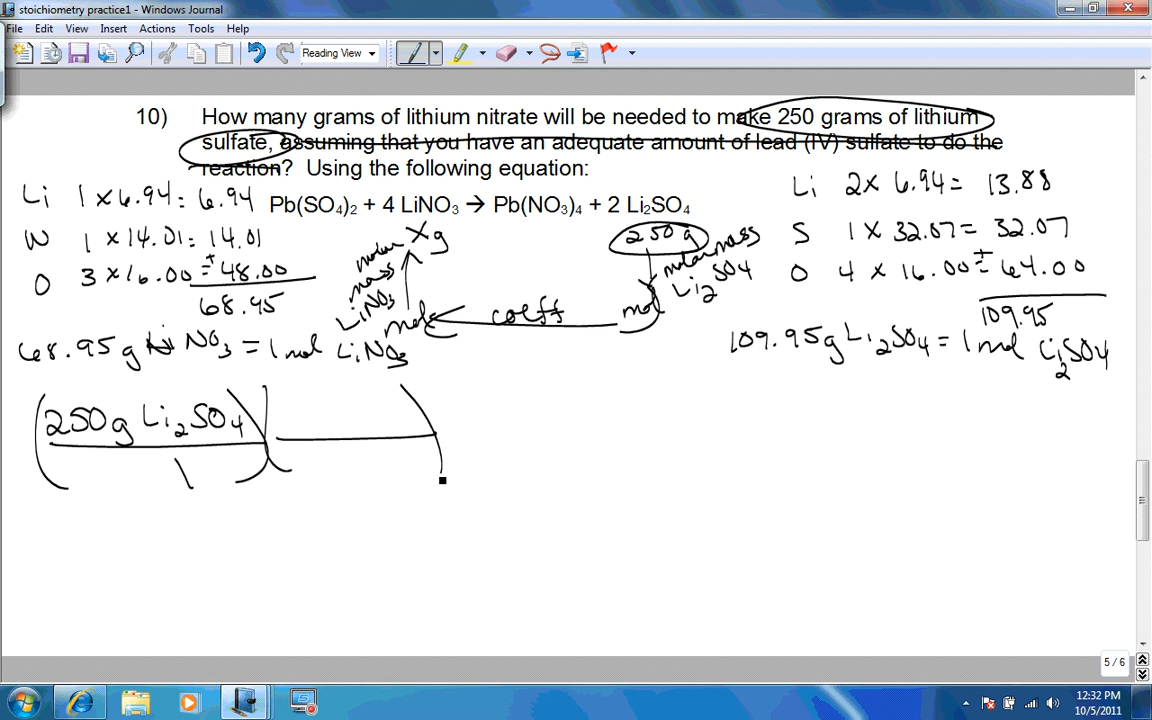 stoichiometry practice1 - Windows Journal
File Edit View Insert Actions Tools Help
Reading View
10) How many grams of lithium nitrate will be needed to make 250 grams of lithium
sulfate, assuming that you have an adequate amount of lead (IV) sulfate to do the
reaction? Using the following equation:
Pb(SO4)2 + 4 LiNO3 → Pb(NO3)4 + 2 Li2SO4
Li 1 x 6.94 = 6.94
N 1 x 14.01 = 14.01
O 3 x 16.00 = + 48.00
68.95
68.95 g Li NO3 = 1 mol LiNO3
X g
molar mass LiNO3
mol
coeff
250 g
molar mass Li2SO4
mol
Li 2 x 6.94 = 13.88
S 1 x 32.07 = 32.07
O 4 x 16.00 = + 64.00
109.95
109.95 g Li2SO4 = 1 mol Li2SO4
(250 g Li2SO4 / 1) (
5 / 6
12:32 PM
10/5/2011